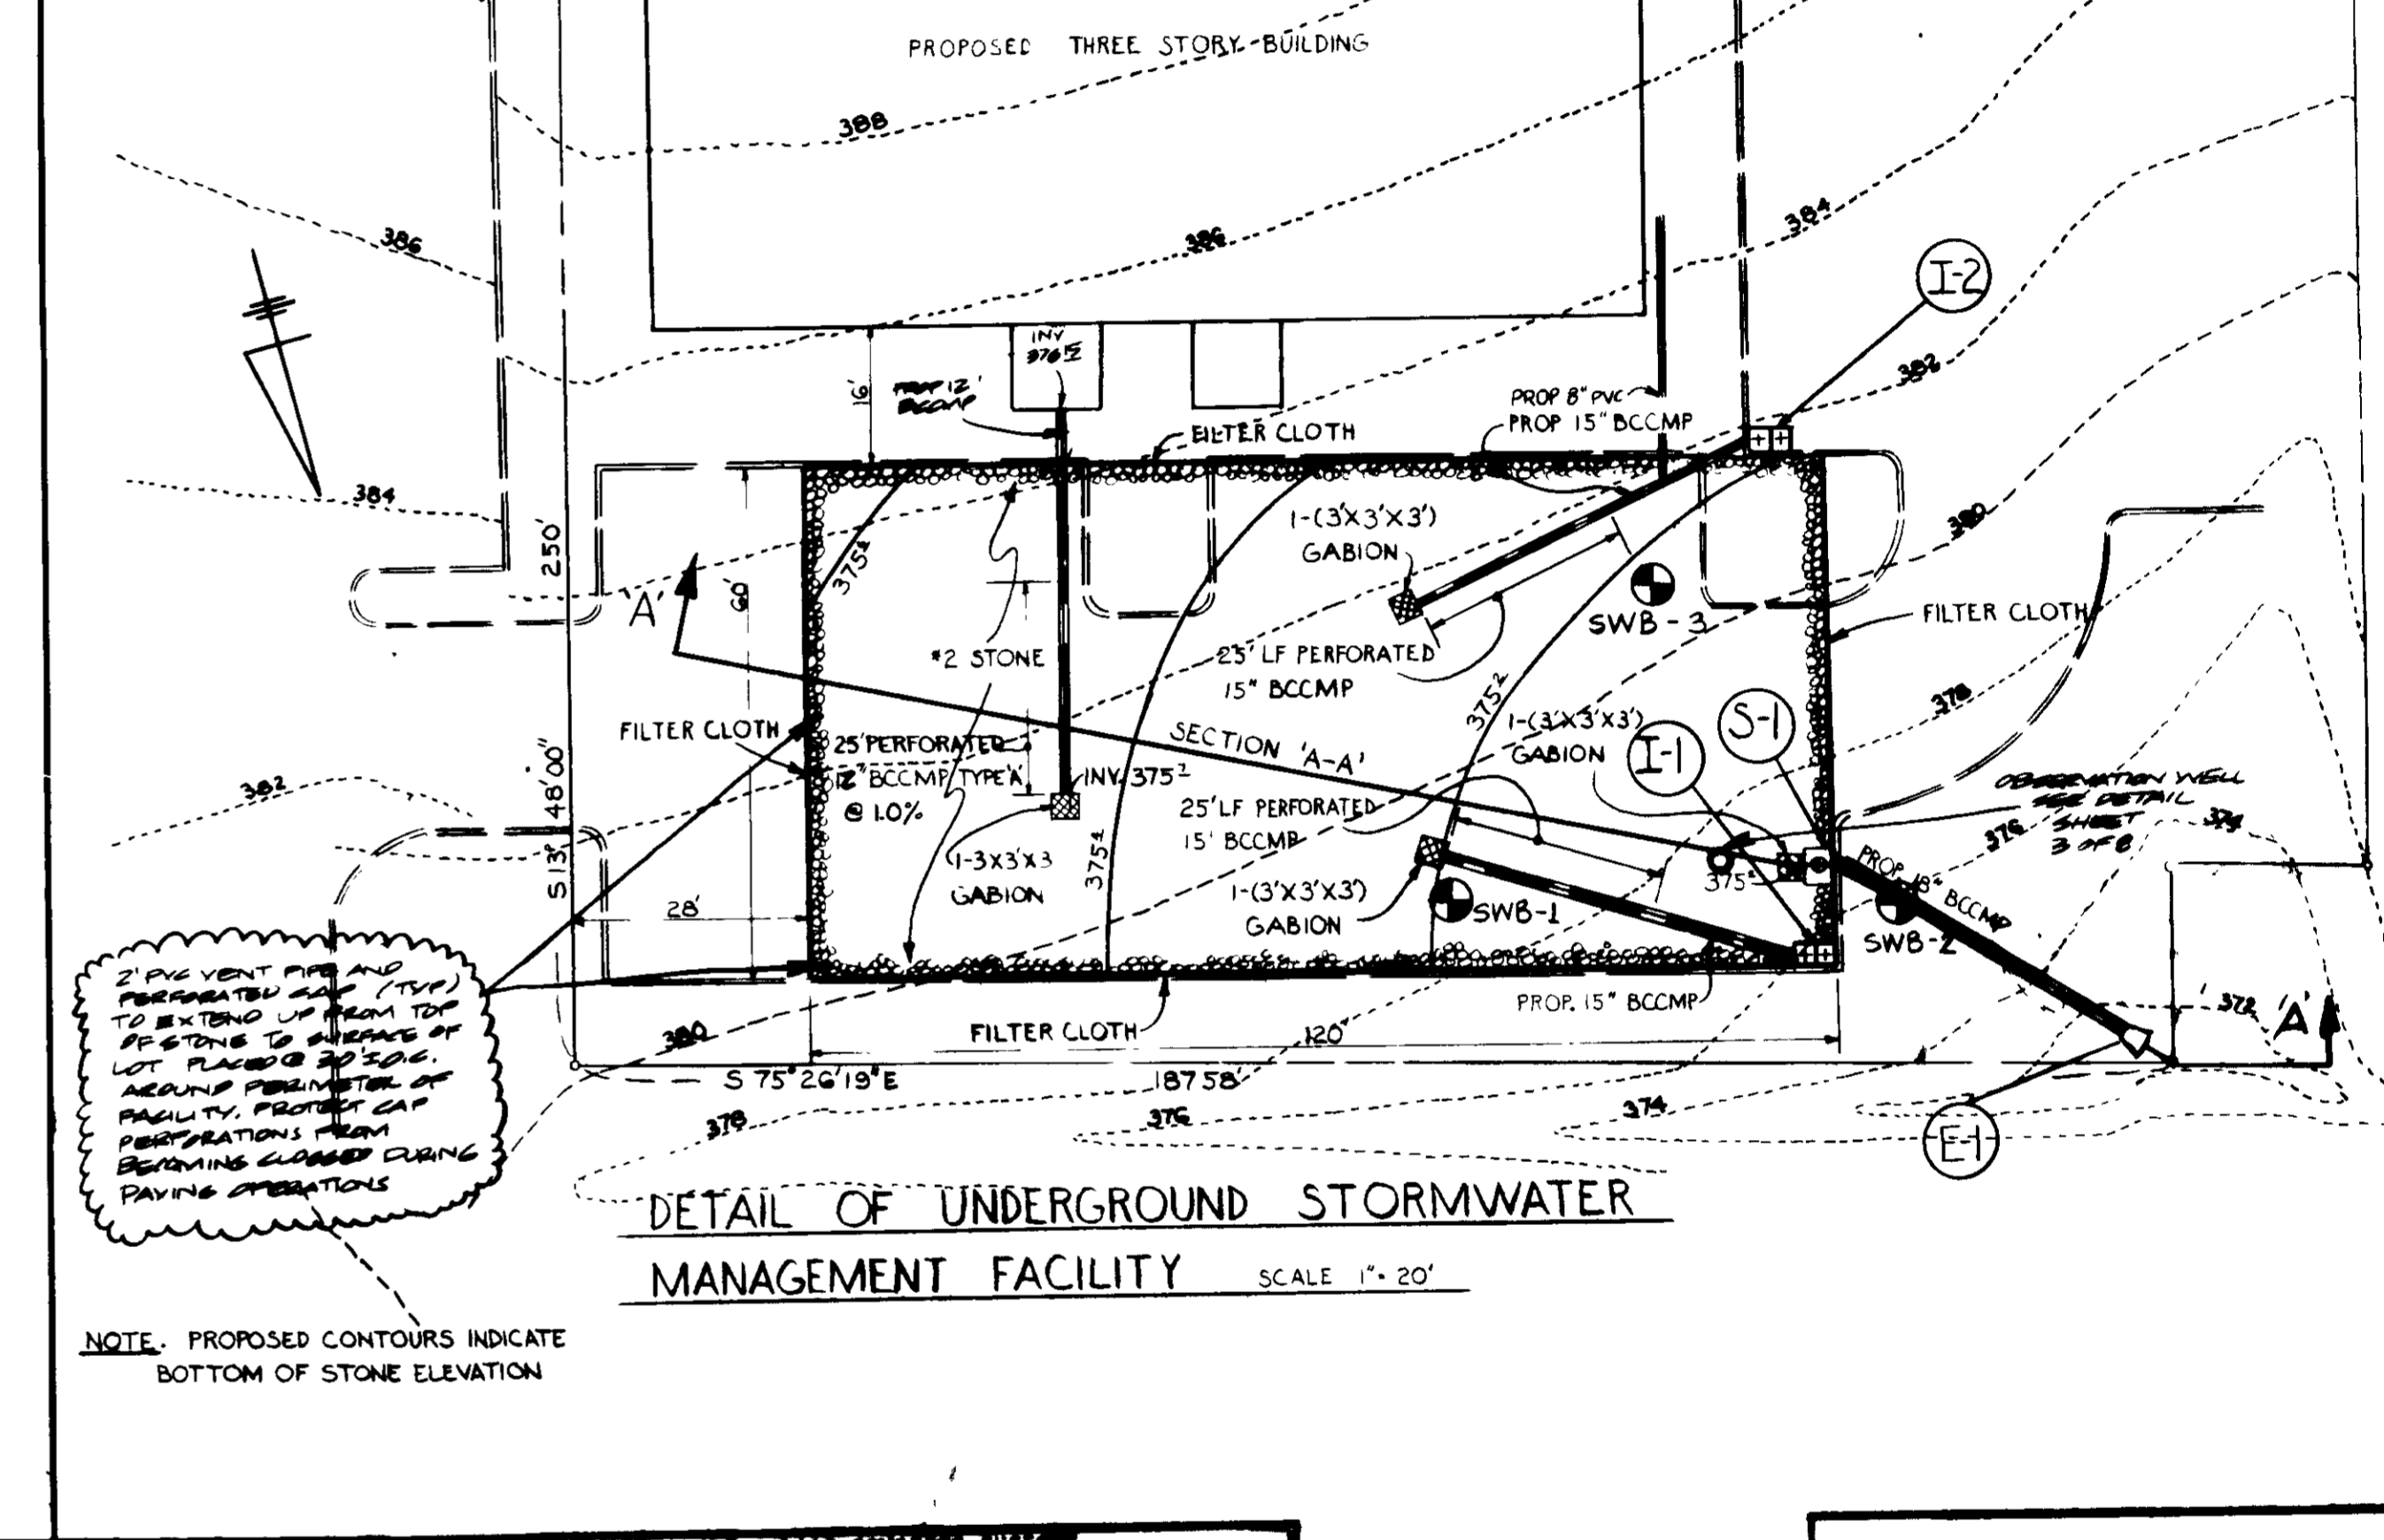 PROPOSED THREE STORY BUILDING
388
386
386
384
I-2
INV
376
16'
PROP 12"
BCCMP
382
PROP 8" PVC
PROP 15" BCCMP
FILTER CLOTH
384
250'
375
1-(3'X3'X3')
GABION
380
'A'
60'
SWB-3
FILTER CLOTH
#2 STONE
25' LF PERFORATED
15" BCCMP
375²
378
S-1
I-1
1-(3'X3'X3')
GABION
FILTER CLOTH
SECTION 'A-A'
25' PERFORATED
12" BCCMP, TYPE 'A'
@ 1.0%
INV. 375²
OBSERVATION WELL
SEE DETAIL
SHEET
3 OF 8
382
S 13° 48' 00"
25' LF PERFORATED
15' BCCMP
376
374
1-3X3'X3
GABION
375⁴
1-(3'X3'X3')
GABION
375
PROP. 18" BCCMP
28'
SWB-1
SWB-2
2' PVC VENT PIPE AND
PERFORATED CAP (TYP)
TO EXTEND UP FROM TOP
OF STONE TO SURFACE OF
LOT PLACED @ 30' ± O.C.
AROUND PERIMETER OF
FACILITY. PROTECT CAP
PERFORATIONS FROM
BECOMING CLOGGED DURING
PAVING OPERATIONS
PROP. 15" BCCMP
380
FILTER CLOTH
120'
372
'A'
S 75° 26' 19" E
187 58'
378
376
374
E-1
DETAIL OF UNDERGROUND STORMWATER
MANAGEMENT FACILITY SCALE 1"= 20'
NOTE. PROPOSED CONTOURS INDICATE
BOTTOM OF STONE ELEVATION